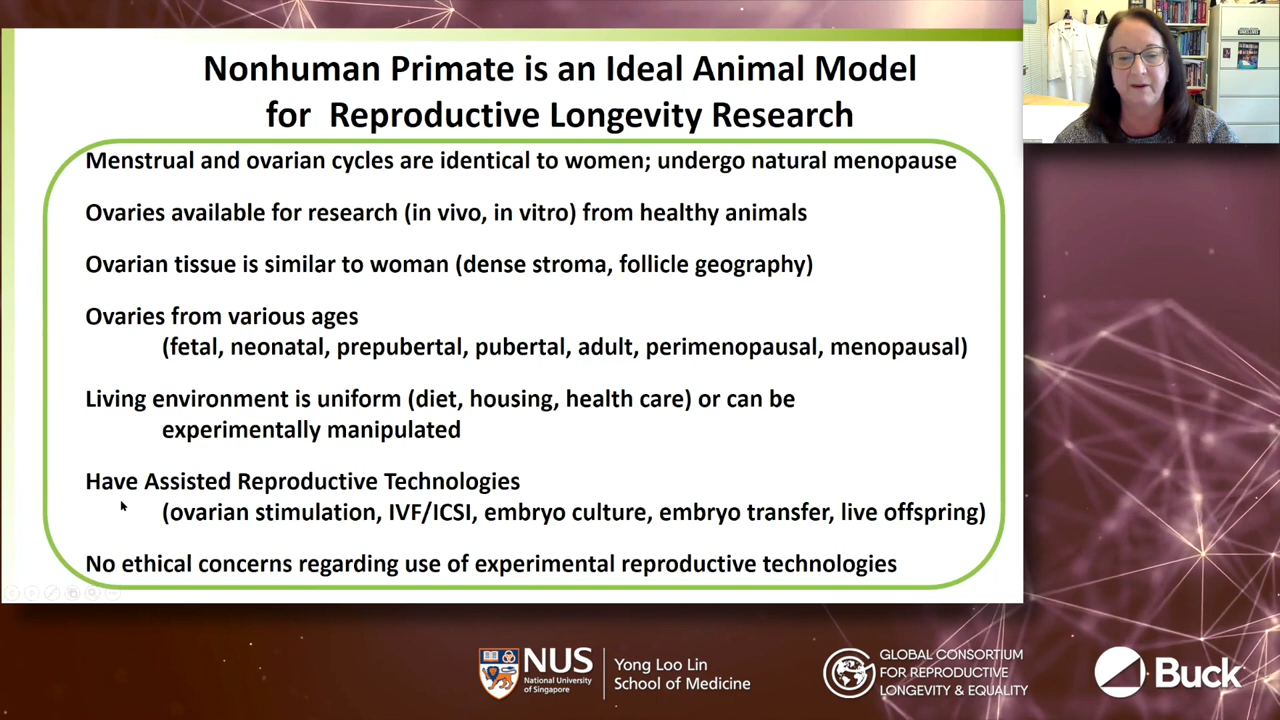 Nonhuman Primate is an Ideal Animal Model
for Reproductive Longevity Research
Menstrual and ovarian cycles are identical to women; undergo natural menopause
Ovaries available for research (in vivo, in vitro) from healthy animals
Ovarian tissue is similar to woman (dense stroma, follicle geography)
Ovaries from various ages
(fetal, neonatal, prepubertal, pubertal, adult, perimenopausal, menopausal)
Living environment is uniform (diet, housing, health care) or can be
experimentally manipulated
Have Assisted Reproductive Technologies
(ovarian stimulation, IVF/ICSI, embryo culture, embryo transfer, live offspring)
No ethical concerns regarding use of experimental reproductive technologies
NUS
National University
of Singapore
Yong Loo Lin
School of Medicine
GLOBAL CONSORTIUM
FOR REPRODUCTIVE
LONGEVITY & EQUALITY
Buck